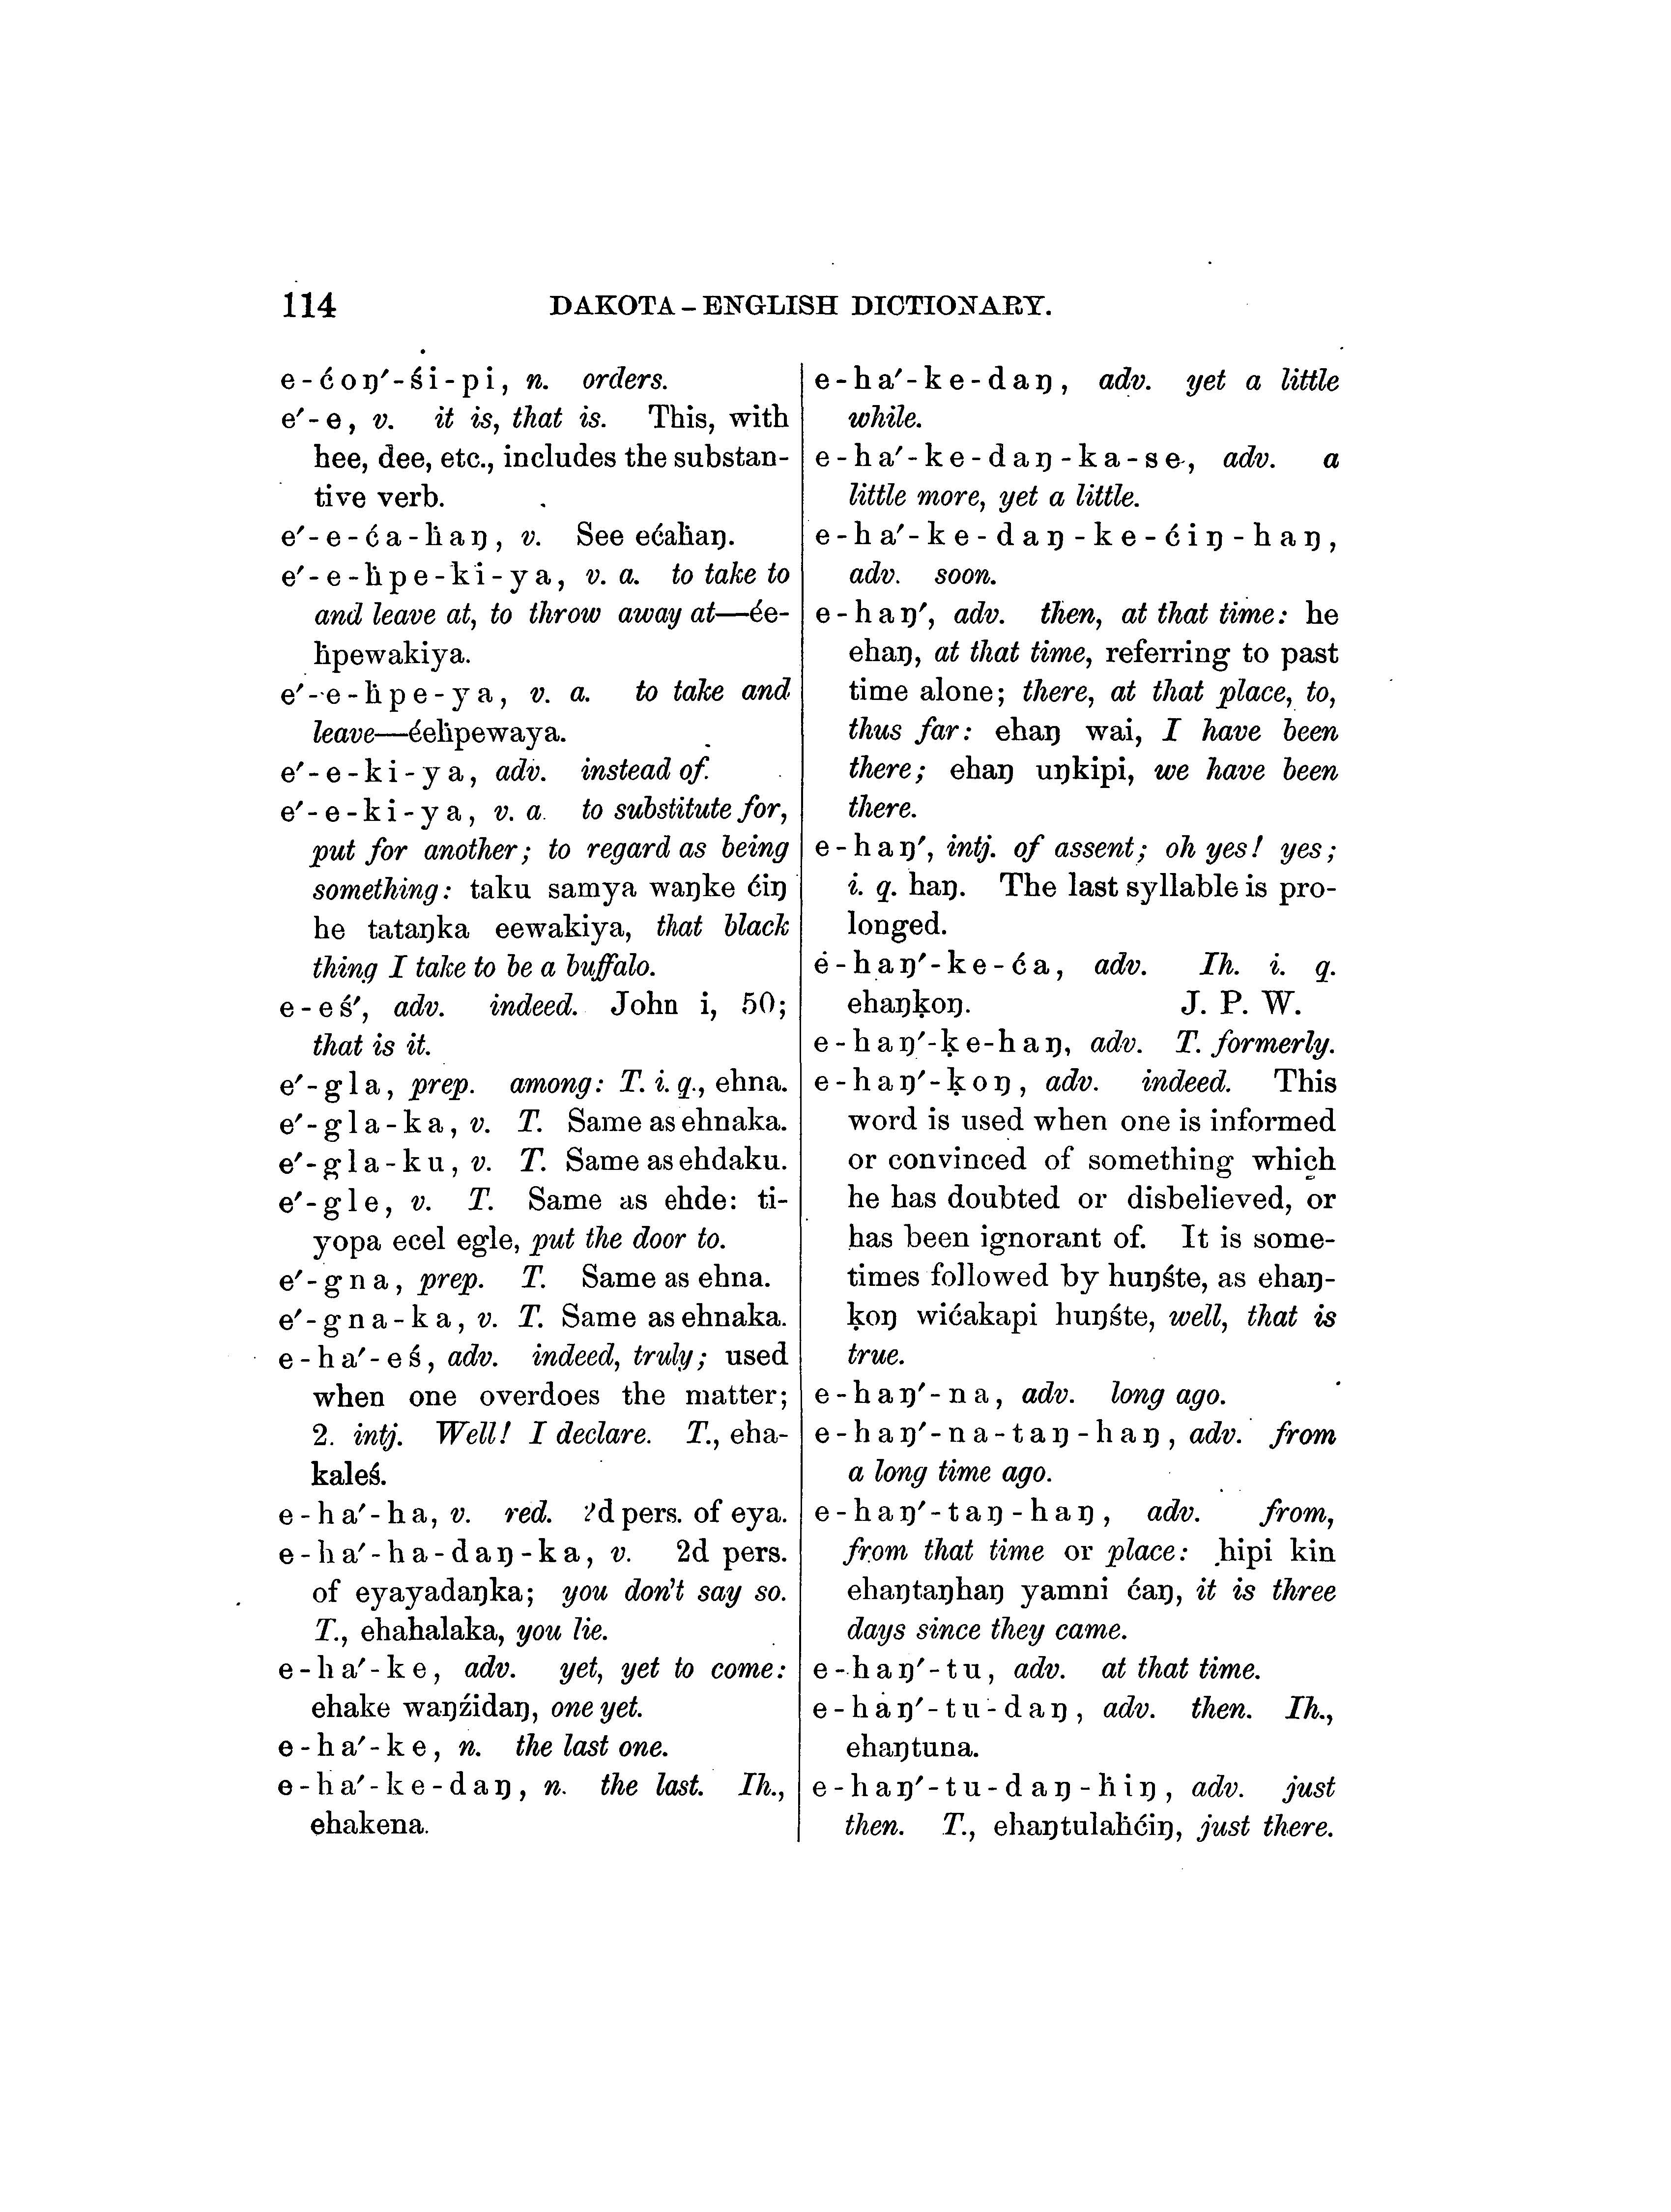 114 DAKOTA – ENGLISH DICTIONARY.
e-ćoŋ′-śi-pi, n. orders.
e′-e, v. it is, that is. This, with
hee, dee, etc., includes the substan-
tive verb.
e′-e-ća-ḣaŋ, v. See ećaḣaŋ.
e′-e-ḣpe-ki-ya, v. a. to take to
and leave at, to throw away at—ée-
ḣpewakiya.
e′-e-ḣpe-ya, v. a. to take and
leave—éeḣpewaya.
e′-e-ki-ya, adv. instead of.
e′-e-ki-ya, v. a. to substitute for,
put for another; to regard as being
something: taku samya waŋke ćiŋ
he tataŋka eewakiya, that black
thing I take to be a buffalo.
e-eś′, adv. indeed. John i, 50;
that is it.
e′-gla, prep. among: T. i. q., ehna.
e′-gla-ka, v. T. Same as ehnaka.
e′-gla-ku, v. T. Same as ehdaku.
e′-gle, v. T. Same as ehde: ti-
yopa ecel egle, put the door to.
e′-gna, prep. T. Same as ehna.
e′-gna-ka, v. T. Same as ehnaka.
e-ha′-eś, adv. indeed, truly; used
when one overdoes the matter;
2. intj. Well! I declare. T., eha-
kaleś.
e-ha′-ha, v. red. 2d pers. of eya.
e-ha′-ha-daŋ-ka, v. 2d pers.
of eyayadaŋka; you don't say so.
T., ehahalaka, you lie.
e-ha′-ke, adv. yet, yet to come:
ehake waŋźidaŋ, one yet.
e-ha′-ke, n. the last one.
e-ha′-ke-daŋ, n. the last. Ih.,
ehakena.
e-ha′-ke-daŋ, adv. yet a little
while.
e-ha′-ke-daŋ-ka-se, adv. a
little more, yet a little.
e-ha′-ke-daŋ-ke-ćiŋ-haŋ,
adv. soon.
e-haŋ′, adv. then, at that time: he
ehaŋ, at that time, referring to past
time alone; there, at that place, to,
thus far: ehaŋ wai, I have been
there; ehaŋ uŋkipi, we have been
there.
e-haŋ′, intj. of assent; oh yes! yes;
i. q. haŋ. The last syllable is pro-
longed.
e-haŋ′-ke-ća, adv. Ih. i. q.
ehaŋḳoŋ. J. P. W.
e-haŋ′-ḳe-haŋ, adv. T. formerly.
e-haŋ′-ḳoŋ, adv. indeed. This
word is used when one is informed
or convinced of something which
he has doubted or disbelieved, or
has been ignorant of. It is some-
times followed by huŋśte, as ehaŋ-
ḳoŋ wićakapi huŋśte, well, that is
true.
e-haŋ′-na, adv. long ago.
e-haŋ′-na-taŋ-haŋ, adv. from
a long time ago.
e-haŋ′-taŋ-haŋ, adv. from,
from that time or place: hipi kin
ehaŋtaŋhaŋ yamni ćaŋ, it is three
days since they came.
e-haŋ′-tu, adv. at that time.
e-haŋ′-tu-daŋ, adv. then. Ih.,
ehaŋtuna.
e-haŋ′-tu-daŋ-ḣiŋ, adv. just
then. T., ehaŋtulaḣćiŋ, just there.